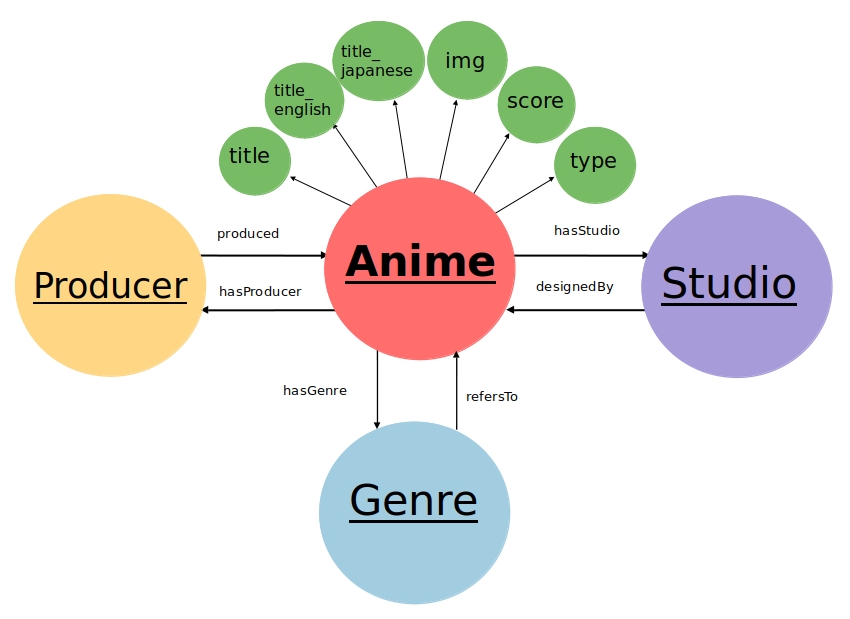 title_
japanese
img
title_
english
score
title
type
produced
hasStudio
Anime
Producer
Studio
hasProducer
designedBy
hasGenre
refersTo
Genre